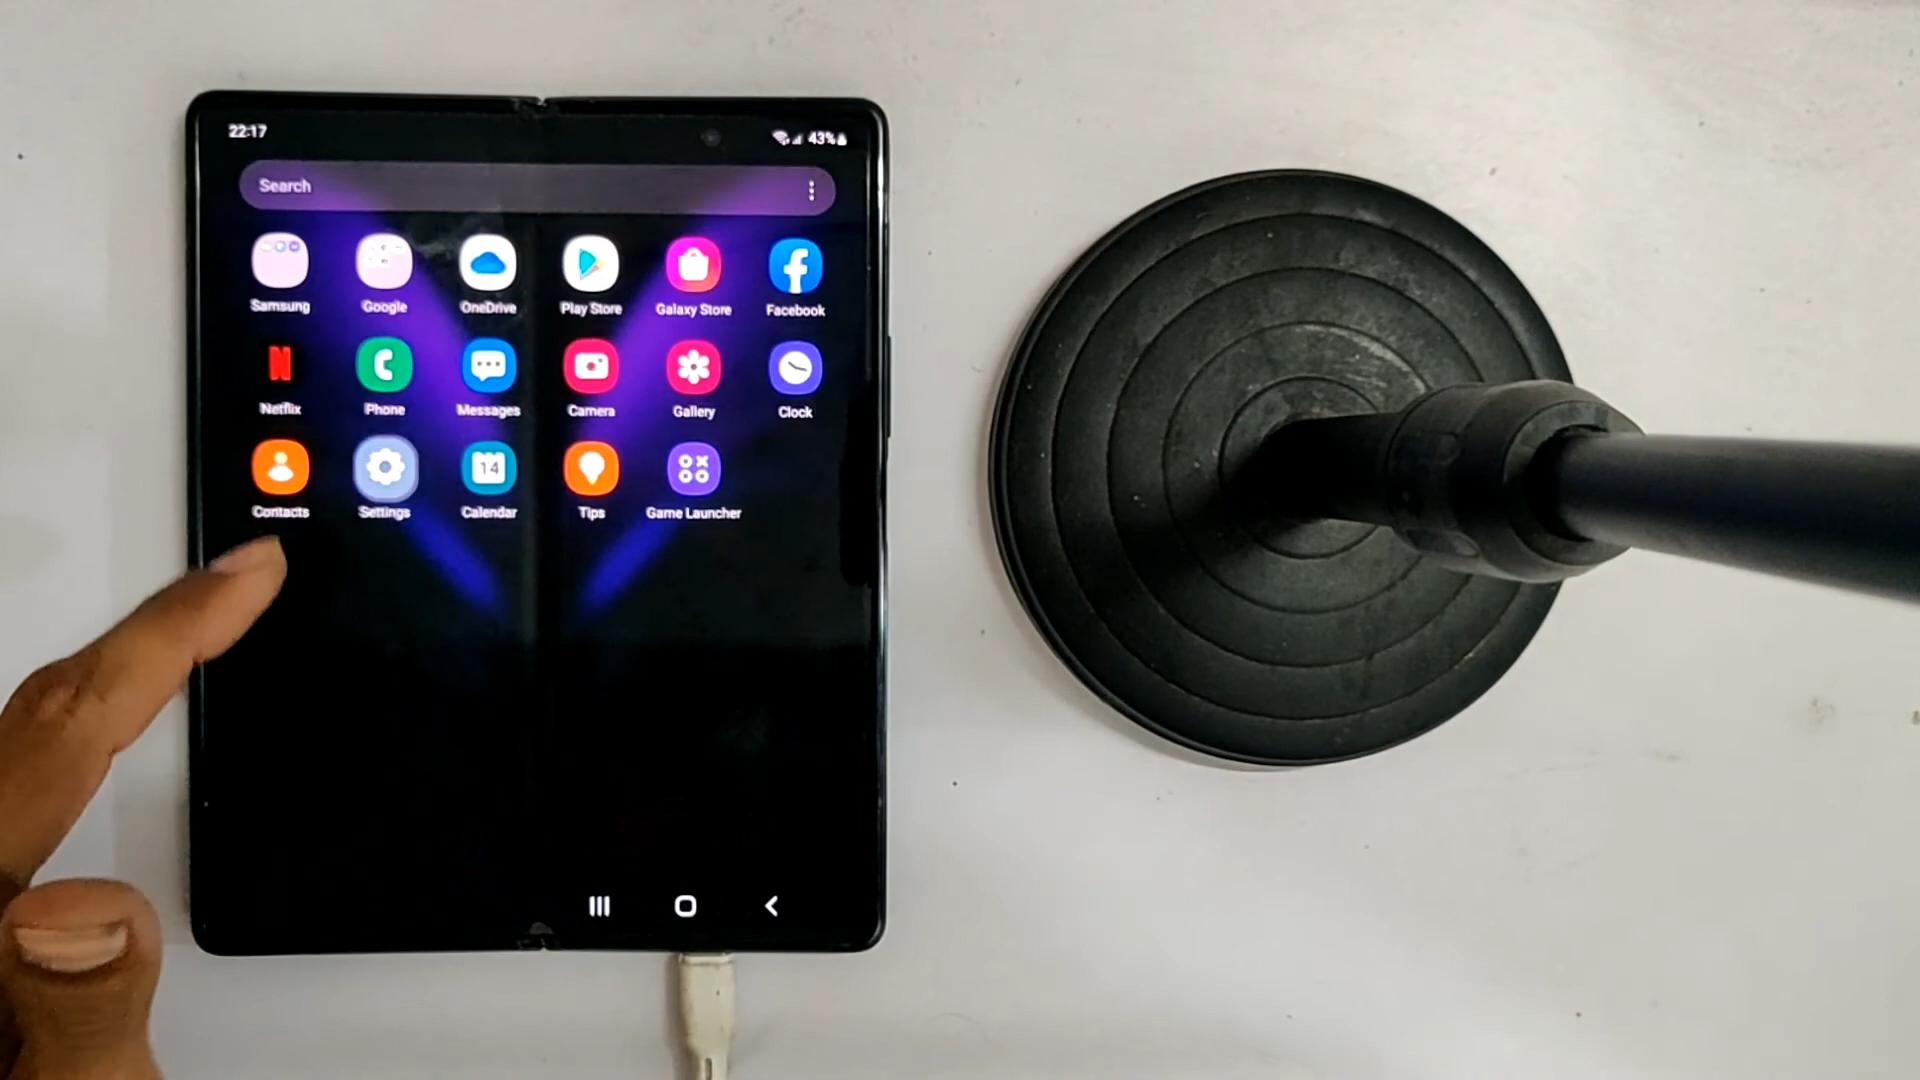 22:17 43%
Search
Samsung Google OneDrive Play Store Galaxy Store Facebook
N
Netflix Phone Messages Camera Gallery Clock
14
Contacts Settings Calendar Tips Game Launcher